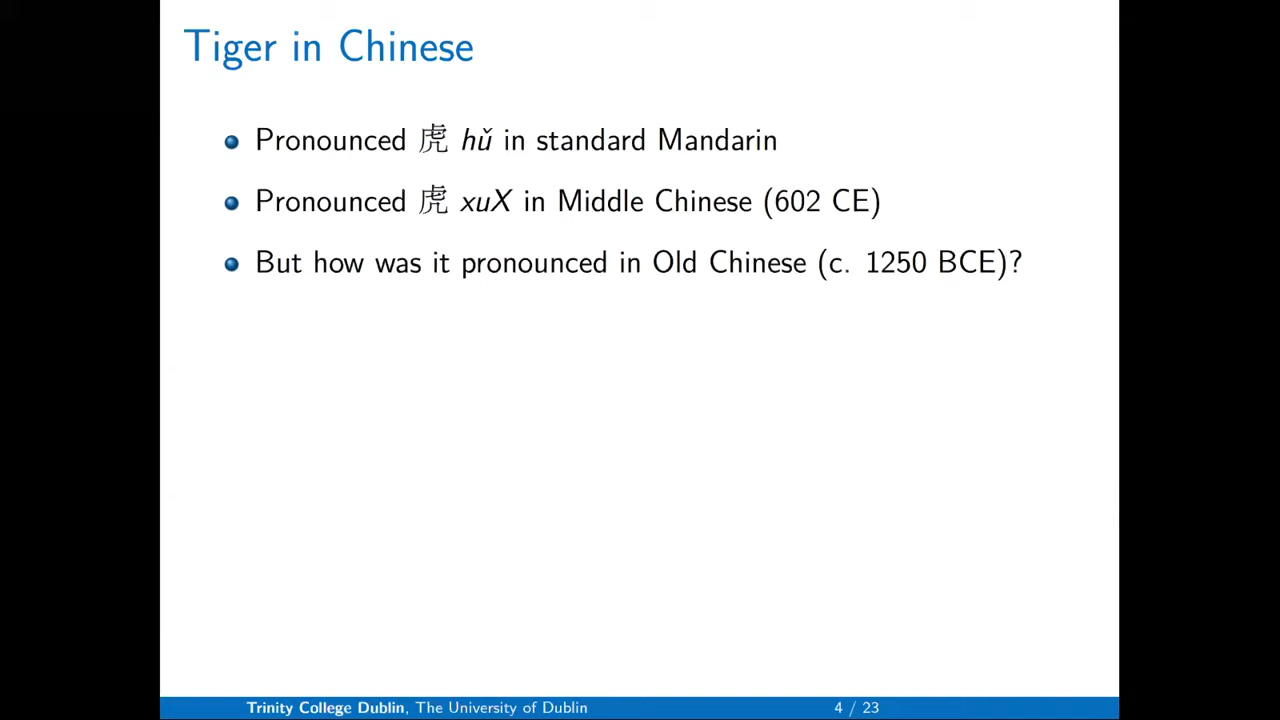 Tiger in Chinese
Pronounced 虎 hǔ in standard Mandarin
Pronounced 虎 xuX in Middle Chinese (602 CE)
But how was it pronounced in Old Chinese (c. 1250 BCE)?
Trinity College Dublin, The University of Dublin 4 / 23